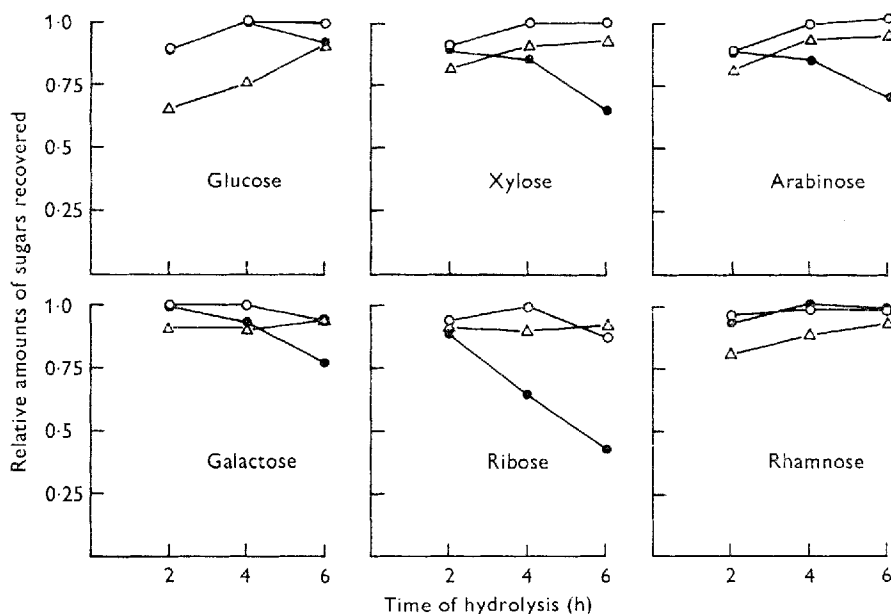 Relative amounts of sugars recovered
1·0
0·75
0·5
0·25
Glucose
Xylose
Arabinose
1·0
0·75
0·5
0·25
Galactose
Ribose
Rhamnose
2 4 6 2 4 6 2 4 6
Time of hydrolysis (h)